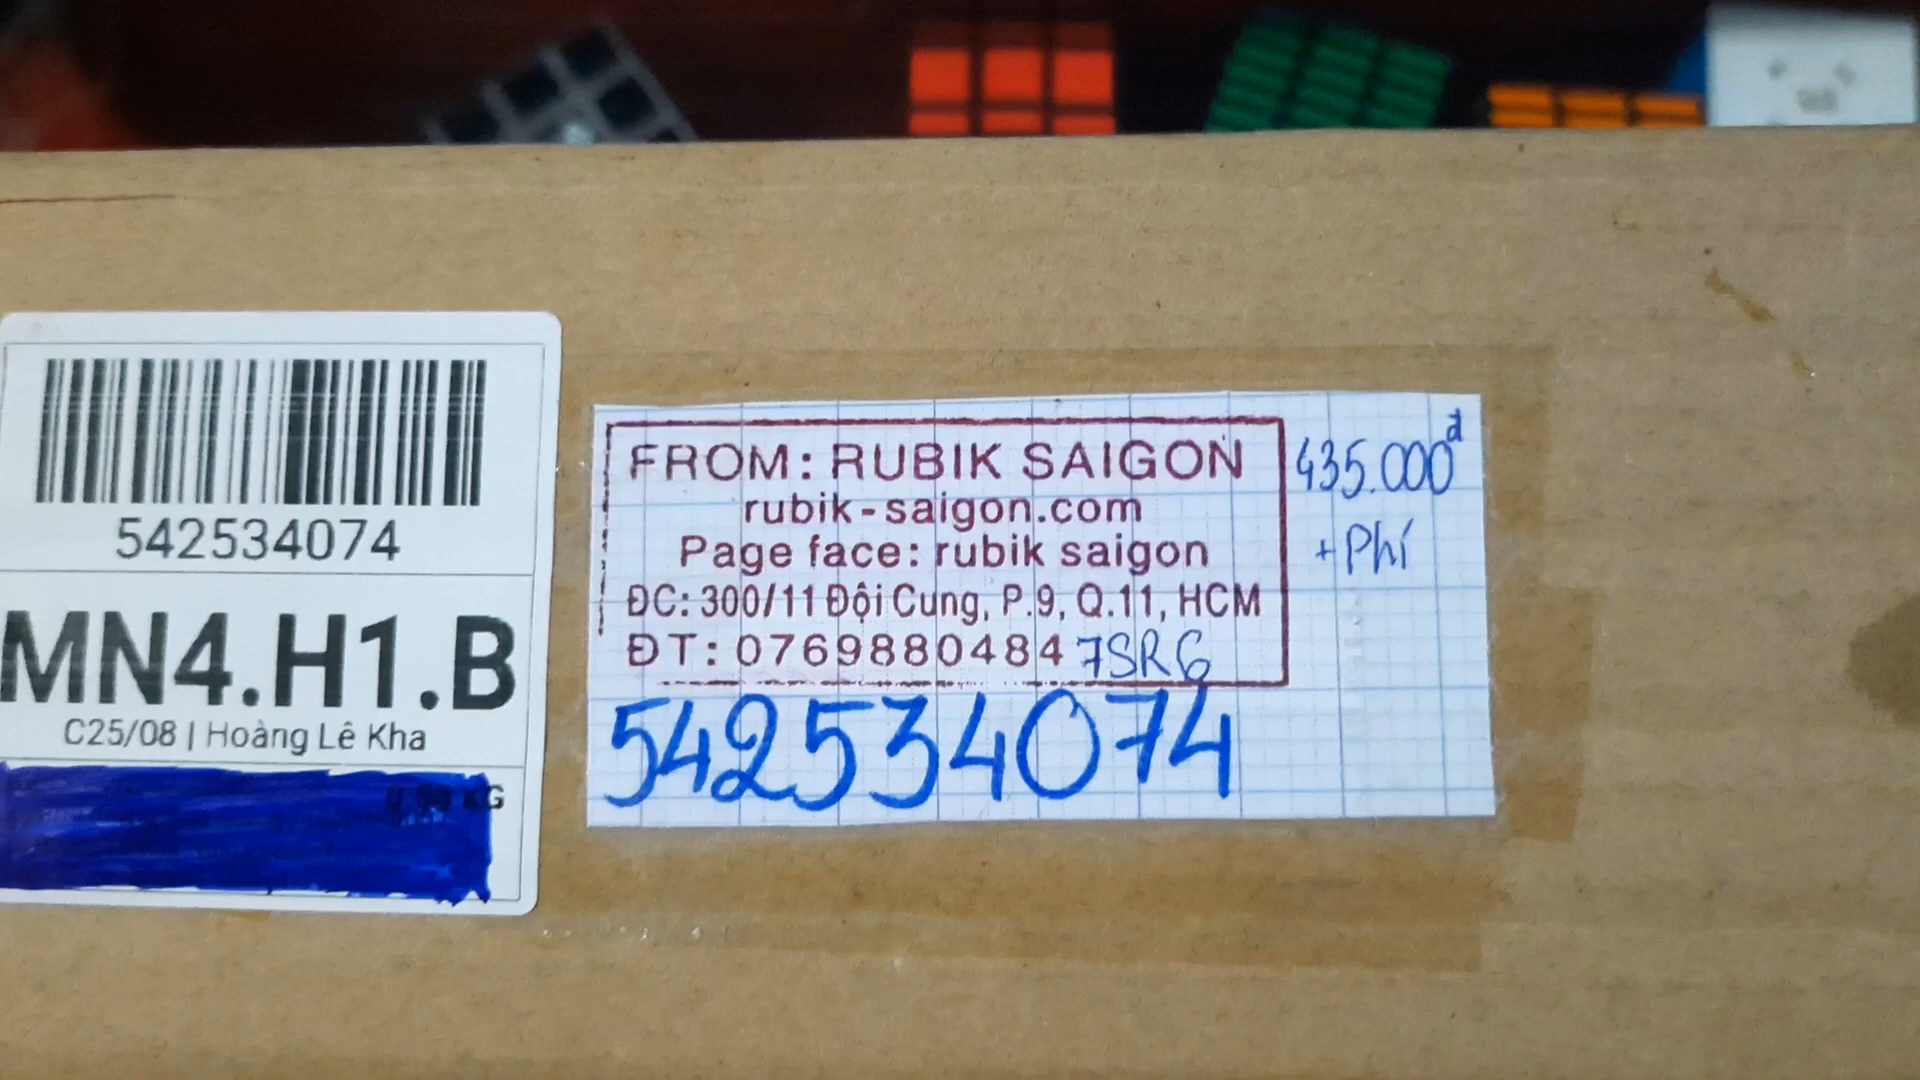 542534074
MN4.H1.B
C25/08 | Hoàng Lê Kha
KG
FROM: RUBIK SAIGON
rubik-saigon.com
Page face: rubik saigon
ĐC: 300/11 Đội Cung, P.9, Q.11, HCM
ĐT: 0769880484 7SRG
542534074
435.000đ
+ Phí